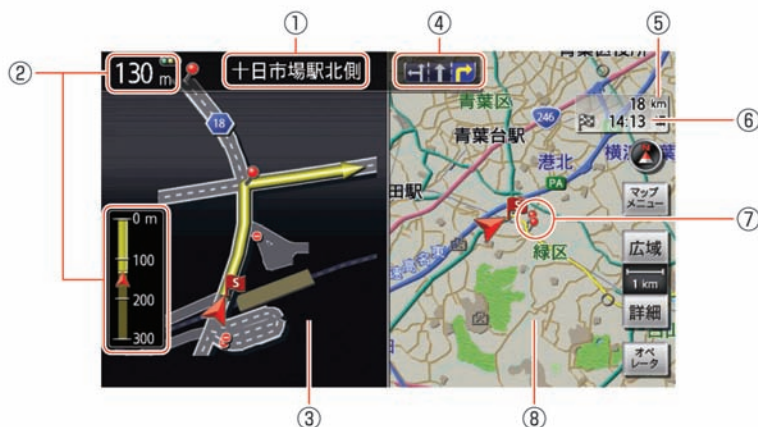 ① ④ ⑤
②
130 m
十日市場駅北側
18
S
0 m
100
200
300
③
青葉区
246
青葉台駅
港北
PA
田駅
S
緑区
18 km
14:13
⑥
マップ
メニュー
⑦
広域
1 km
詳細
オペ
レータ
⑧